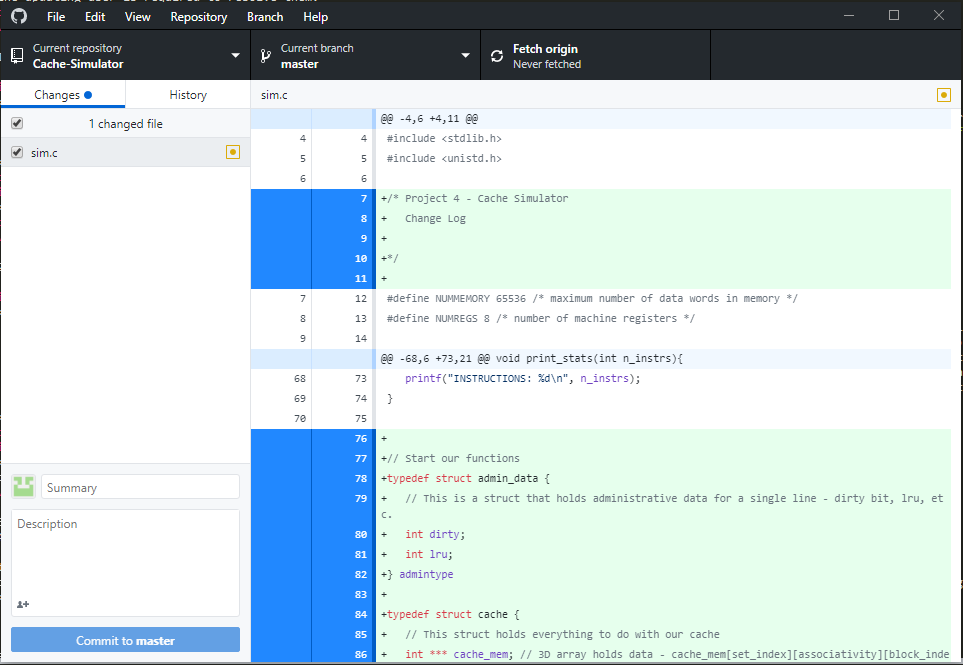 File Edit View Repository Branch Help
Current repository
Cache-Simulator
Current branch
master
Fetch origin
Never fetched
Changes History
1 changed file
sim.c
Summary
Description
Commit to master
sim.c
@@ -4,6 +4,11 @@
4 4 #include <stdlib.h>
5 5 #include <unistd.h>
6 6
7 +/* Project 4 - Cache Simulator
8 + Change Log
9 +
10 +*/
11 +
7 12 #define NUMMEMORY 65536 /* maximum number of data words in memory */
8 13 #define NUMREGS 8 /* number of machine registers */
9 14
@@ -68,6 +73,21 @@ void print_stats(int n_instrs){
68 73 printf("INSTRUCTIONS: %d\n", n_instrs);
69 74 }
70 75
76 +
77 +// Start our functions
78 +typedef struct admin_data {
79 + // This is a struct that holds administrative data for a single line - dirty bit, lru, et
c.
80 + int dirty;
81 + int lru;
82 +} admintype
83 +
84 +typedef struct cache {
85 + // This struct holds everything to do with our cache
86 + int *** cache_mem; // 3D array holds data - cache_mem[set_index][associativity][block_inde